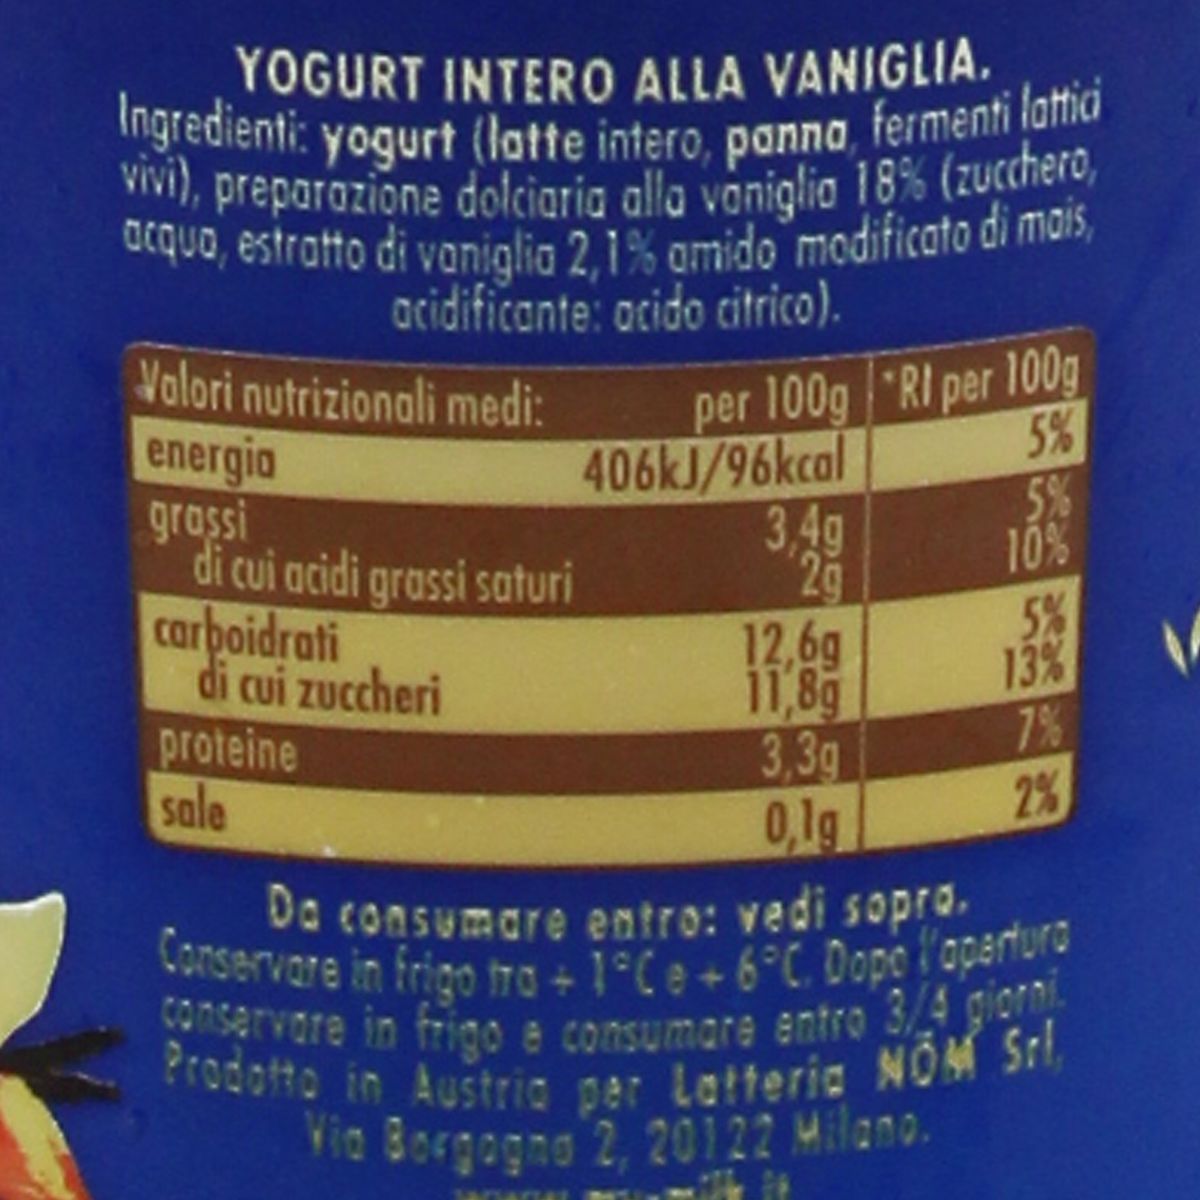 YOGURT INTERO ALLA VANIGLIA.
Ingredienti: yogurt (latte intero, panna, fermenti lattici
vivi), preparazione dolciaria alla vaniglia 18% (zucchero,
acqua, estratto di vaniglia 2,1% amido modificato di mais,
acidificante: acido citrico).
Valori nutrizionali medi: per 100g *RI per 100g
energia 406kJ/96kcal 5%
grassi 3,4g 5%
di cui acidi grassi saturi 2g 10%
carboidrati 12,6g 5%
di cui zuccheri 11,8g 13%
proteine 3,3g 7%
sale 0,1g 2%
Da consumare entro: vedi sopra.
Conservare in frigo tra + 1°C e + 6°C. Dopo l'apertura
conservare in frigo e consumare entro 3/4 giorni.
Prodotto in Austria per Latteria NÖM Srl,
Via Borgogna 2, 20122 Milano.